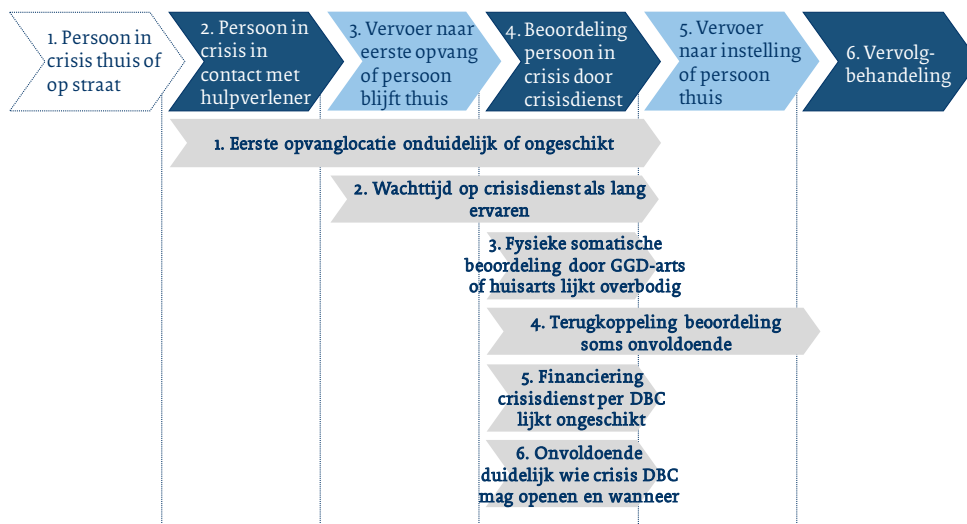 1. Persoon in
crisis thuis of
op straat
2. Persoon in
crisis in
contact met
hulpverlener
3. Vervoer naar
eerste opvang
of persoon
blijft thuis
4. Beoordeling
persoon in
crisis door
crisisdienst
5. Vervoer
naar instelling
of persoon
thuis
6. Vervolg-
behandeling
1. Eerste opvanglocatie onduidelijk of ongeschikt
2. Wachttijd op crisisdienst als lang
ervaren
3. Fysieke somatische
beoordeling door GGD-arts
of huisarts lijkt overbodig
4. Terugkoppeling beoordeling
soms onvoldoende
5. Financiering
crisisdienst per DBC
lijkt ongeschikt
6. Onvoldoende
duidelijk wie crisis DBC
mag openen en wanneer